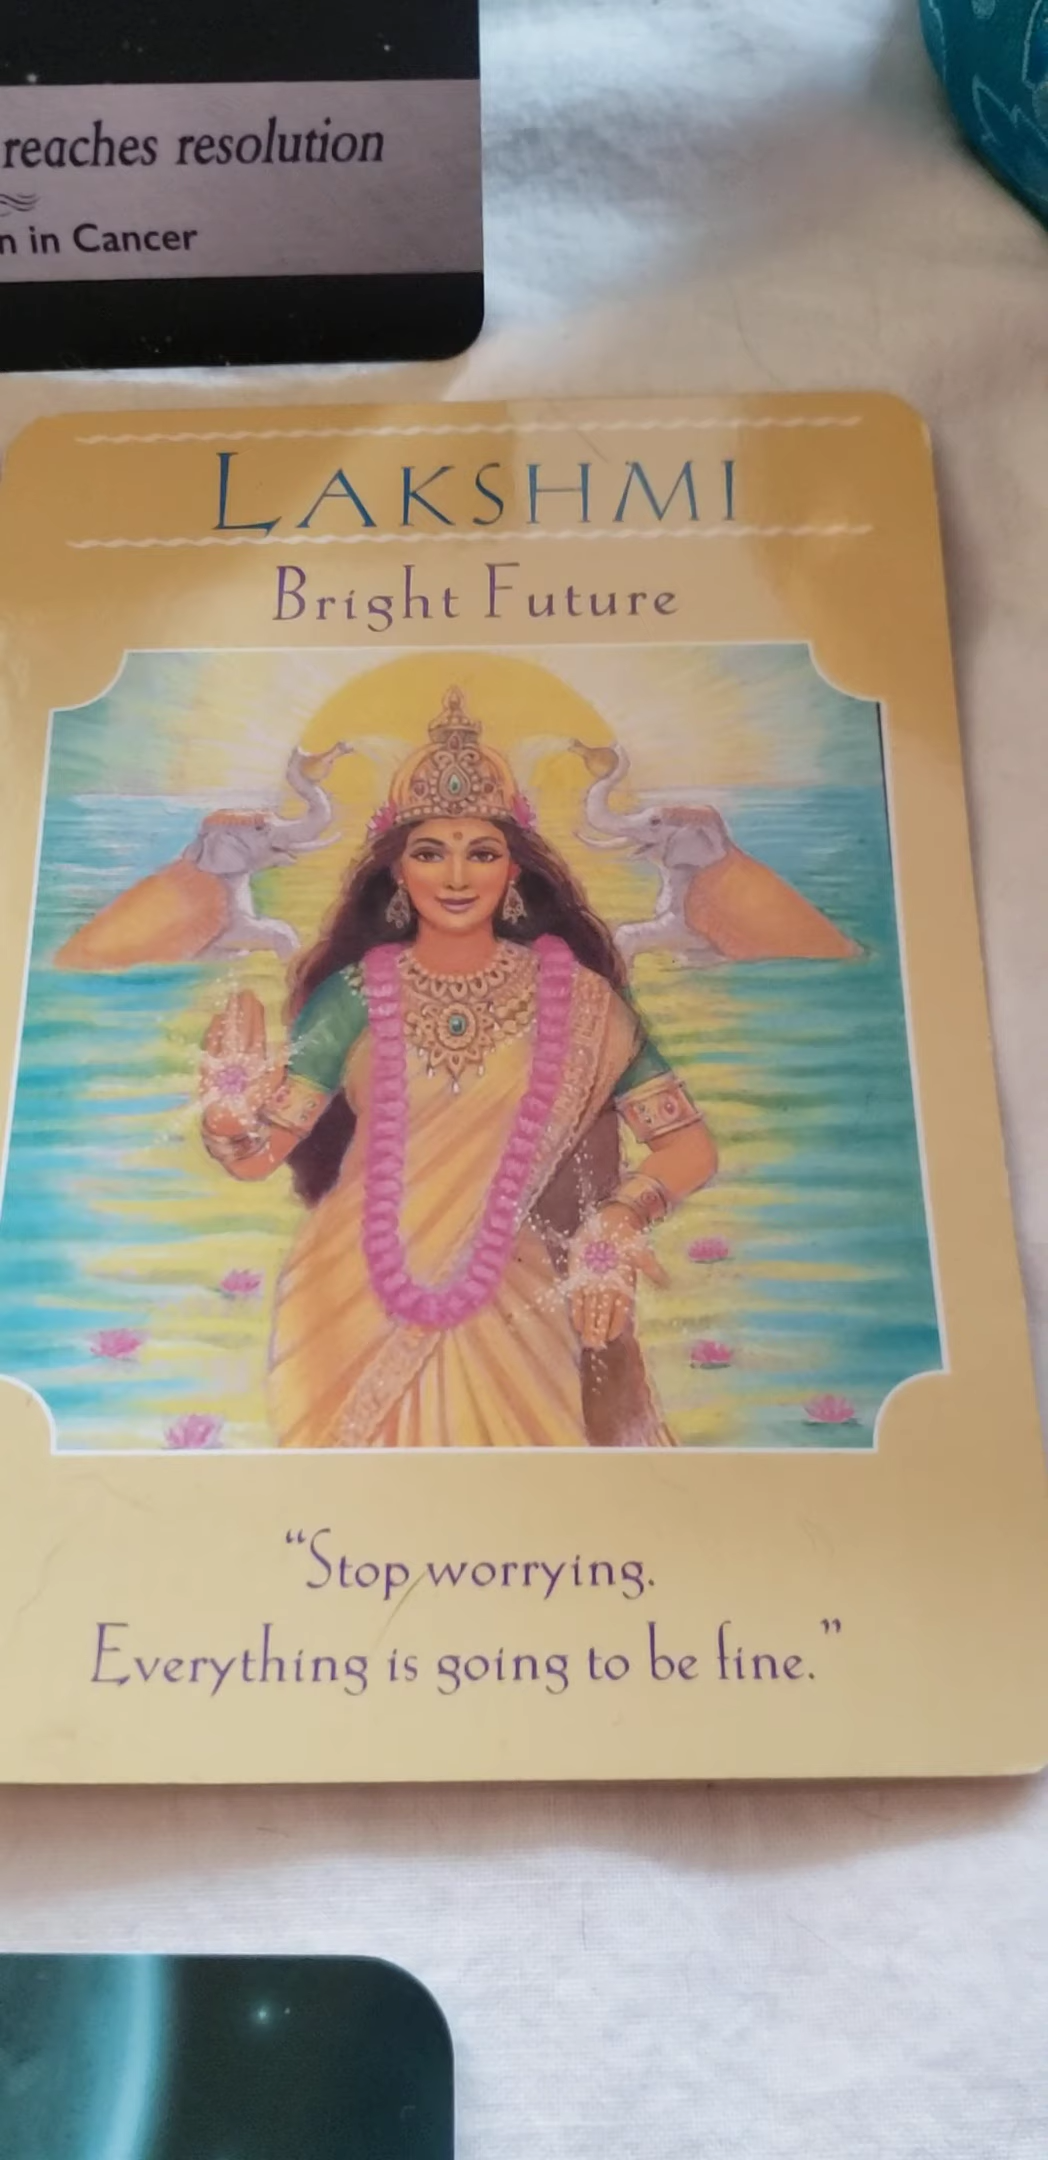 reaches resolution
in Cancer
LAKSHMI
Bright Future
“Stop worrying.
Everything is going to be fine.”